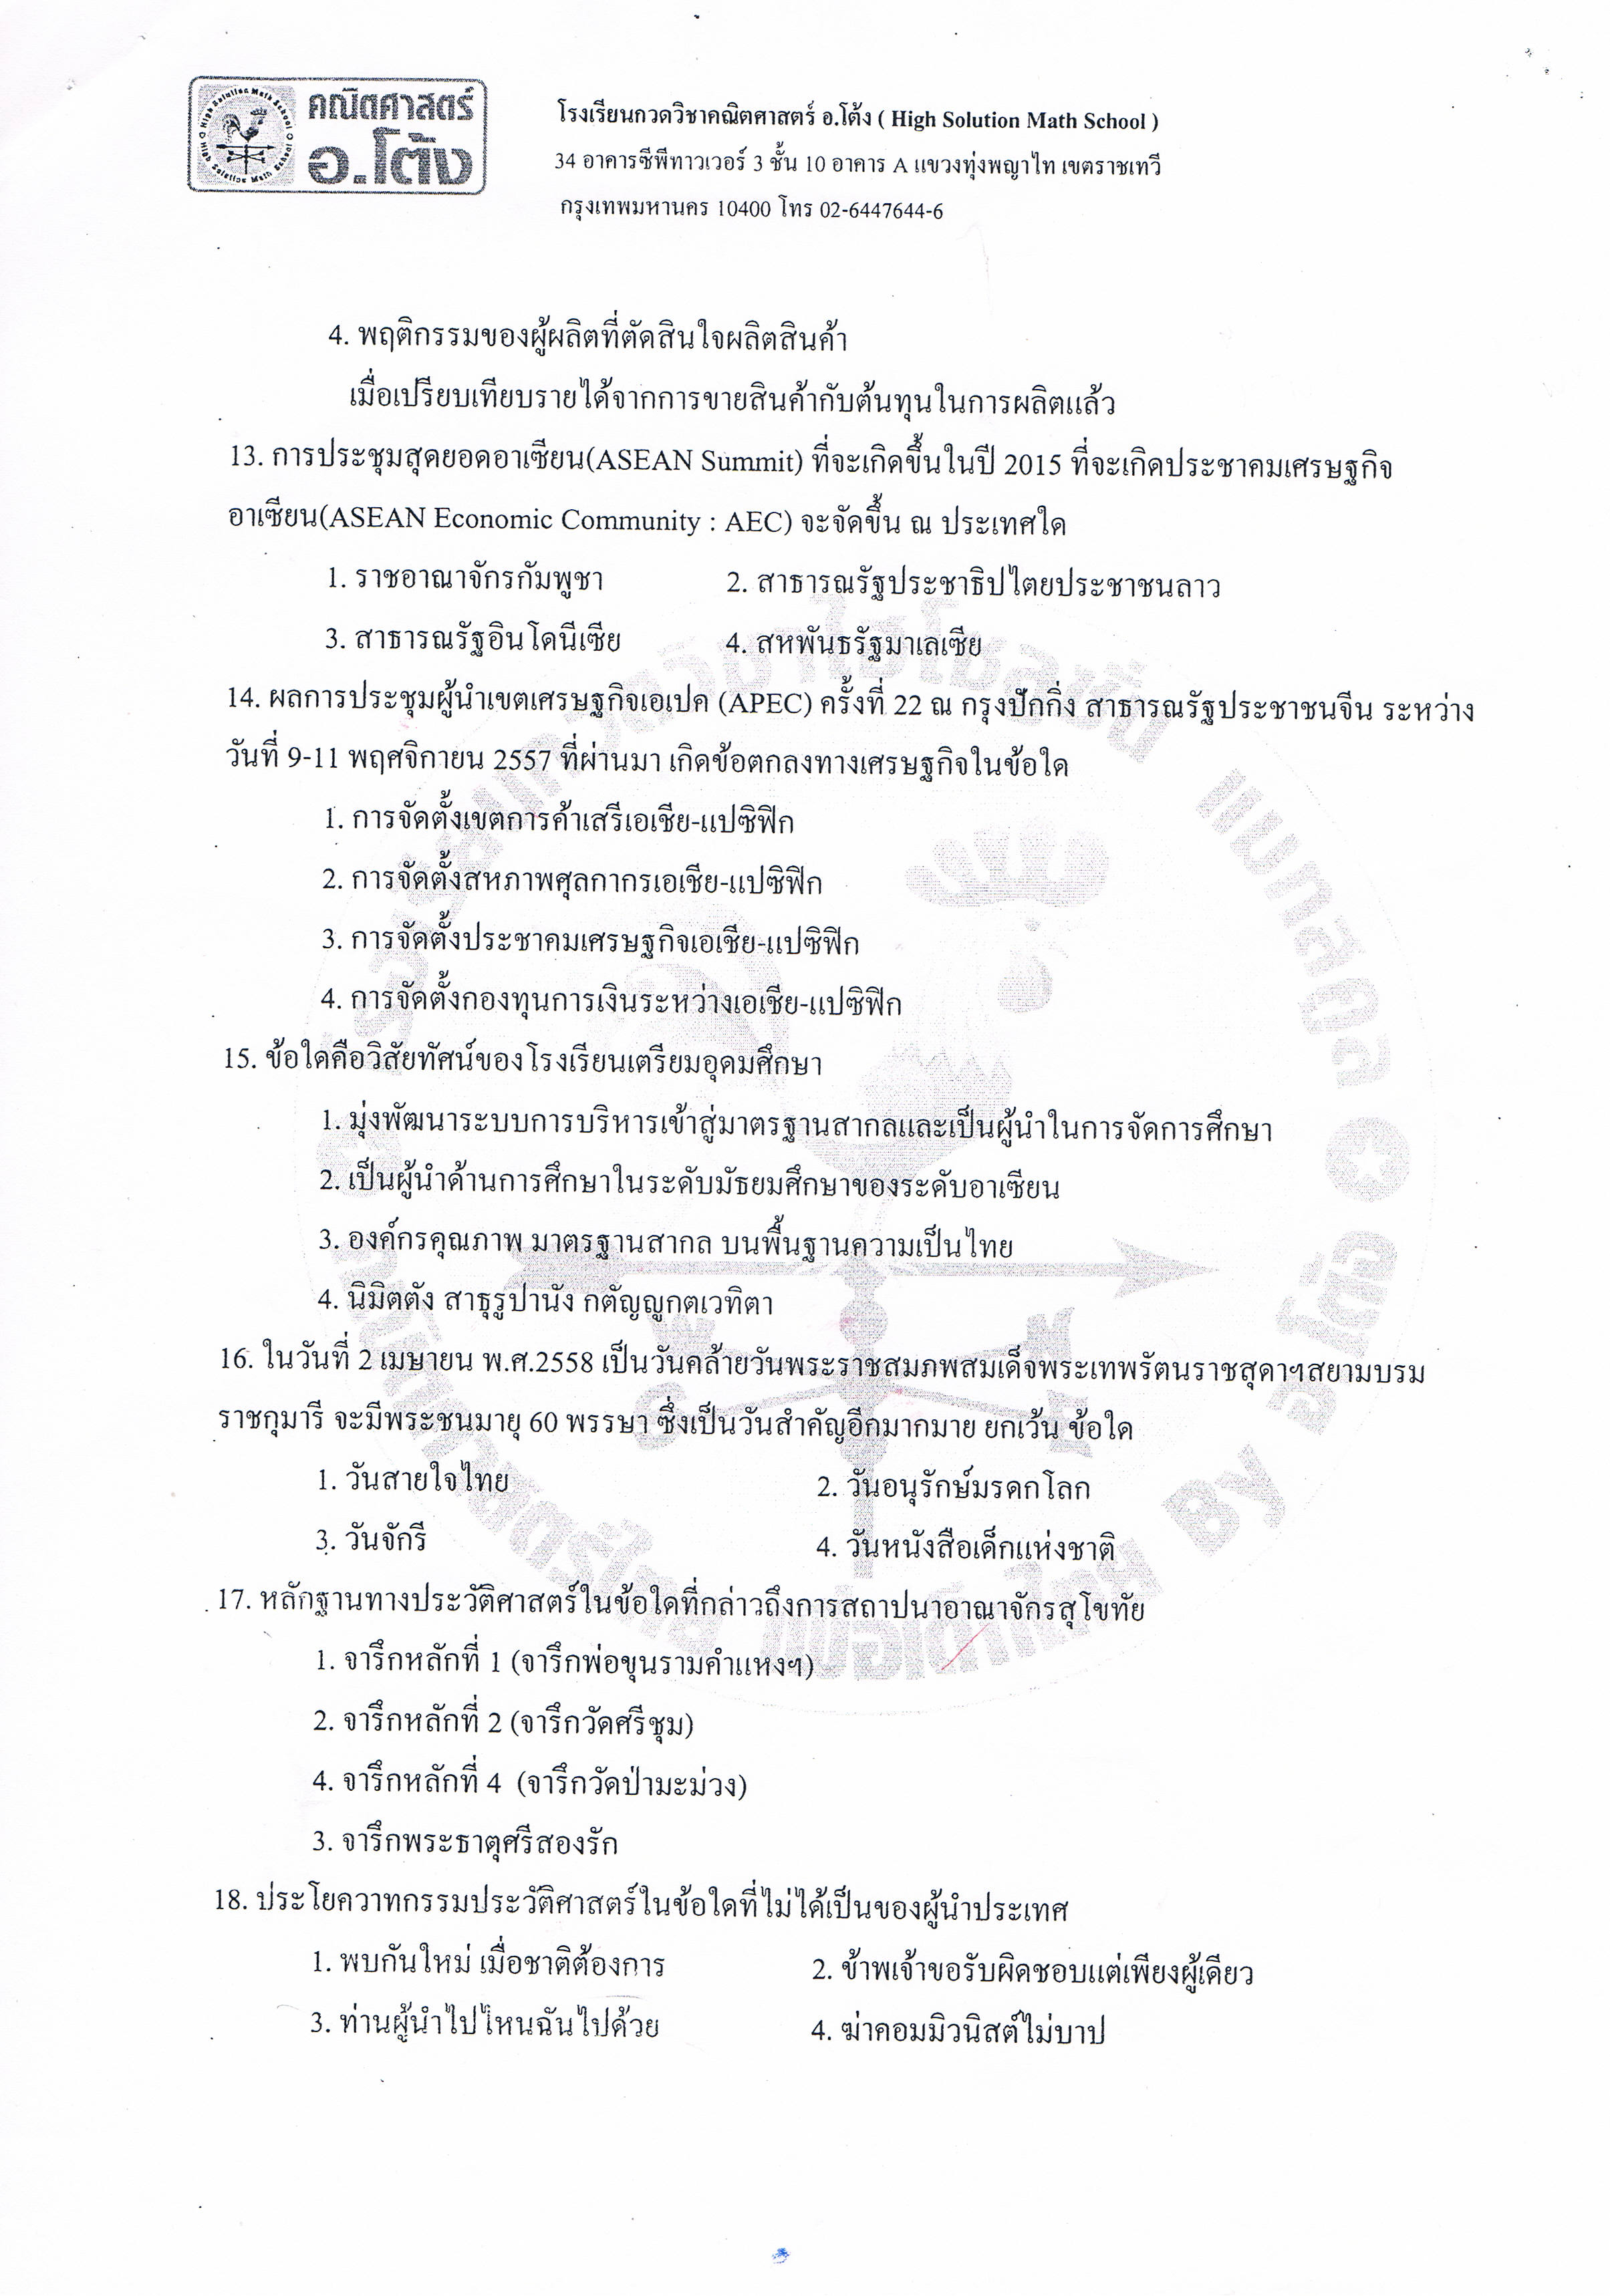 คณิตศาสตร์
อ.โต้ง
High Solution Math School
High Solution Math School
โรงเรียนกวดวิชาคณิตศาสตร์ อ.โต้ง ( High Solution Math School )
34 อาคารซีพีทาวเวอร์ 3 ชั้น 10 อาคาร A แขวงทุ่งพญาไท เขตราชเทวี
กรุงเทพมหานคร 10400 โทร 02-6447644-6
4. พฤติกรรมของผู้ผลิตที่ตัดสินใจผลิตสินค้า
เมื่อเปรียบเทียบรายได้จากการขายสินค้ากับต้นทุนในการผลิตแล้ว
13. การประชุมสุดยอดอาเซียน(ASEAN Summit) ที่จะเกิดขึ้นในปี 2015 ที่จะเกิดประชาคมเศรษฐกิจ
อาเซียน(ASEAN Economic Community : AEC) จะจัดขึ้น ณ ประเทศใด
1. ราชอาณาจักรกัมพูชา 2. สาธารณรัฐประชาธิปไตยประชาชนลาว
3. สาธารณรัฐอินโดนีเซีย 4. สหพันธรัฐมาเลเซีย
14. ผลการประชุมผู้นำเขตเศรษฐกิจเอเปค (APEC) ครั้งที่ 22 ณ กรุงปักกิ่ง สาธารณรัฐประชาชนจีน ระหว่าง
วันที่ 9-11 พฤศจิกายน 2557 ที่ผ่านมา เกิดข้อตกลงทางเศรษฐกิจในข้อใด
1. การจัดตั้งเขตการค้าเสรีเอเชีย-แปซิฟิก
2. การจัดตั้งสหภาพศุลกากรเอเชีย-แปซิฟิก
3. การจัดตั้งประชาคมเศรษฐกิจเอเชีย-แปซิฟิก
4. การจัดตั้งกองทุนการเงินระหว่างเอเชีย-แปซิฟิก
15. ข้อใดคือวิสัยทัศน์ของโรงเรียนเตรียมอุดมศึกษา
1. มุ่งพัฒนาระบบการบริหารเข้าสู่มาตรฐานสากลและเป็นผู้นำในการจัดการศึกษา
2. เป็นผู้นำด้านการศึกษาในระดับมัธยมศึกษาของระดับอาเซียน
3. องค์กรคุณภาพ มาตรฐานสากล บนพื้นฐานความเป็นไทย
4. นิมิตตัง สาธุรูปานัง กตัญญูกตเวทิตา
16. ในวันที่ 2 เมษายน พ.ศ.2558 เป็นวันคล้ายวันพระราชสมภพสมเด็จพระเทพรัตนราชสุดาฯสยามบรม
ราชกุมารี จะมีพระชนมายุ 60 พรรษา ซึ่งเป็นวันสำคัญอีกมากมาย ยกเว้น ข้อใด
1. วันสายใจไทย 2. วันอนุรักษ์มรดกโลก
3. วันจักรี 4. วันหนังสือเด็กแห่งชาติ
17. หลักฐานทางประวัติศาสตร์ในข้อใดที่กล่าวถึงการสถาปนาอาณาจักรสุโขทัย
1. จารึกหลักที่ 1 (จารึกพ่อขุนรามคำแหงฯ)
2. จารึกหลักที่ 2 (จารึกวัดศรีชุม)
4. จารึกหลักที่ 4 (จารึกวัดป่ามะม่วง)
3. จารึกพระธาตุศรีสองรัก
18. ประโยควาทกรรมประวัติศาสตร์ในข้อใดที่ไม่ได้เป็นของผู้นำประเทศ
1. พบกันใหม่ เมื่อชาติต้องการ 2. ข้าพเจ้าขอรับผิดชอบแต่เพียงผู้เดียว
3. ท่านผู้นำไปไหนฉันไปด้วย 4. ฆ่าคอมมิวนิสต์ไม่บาป